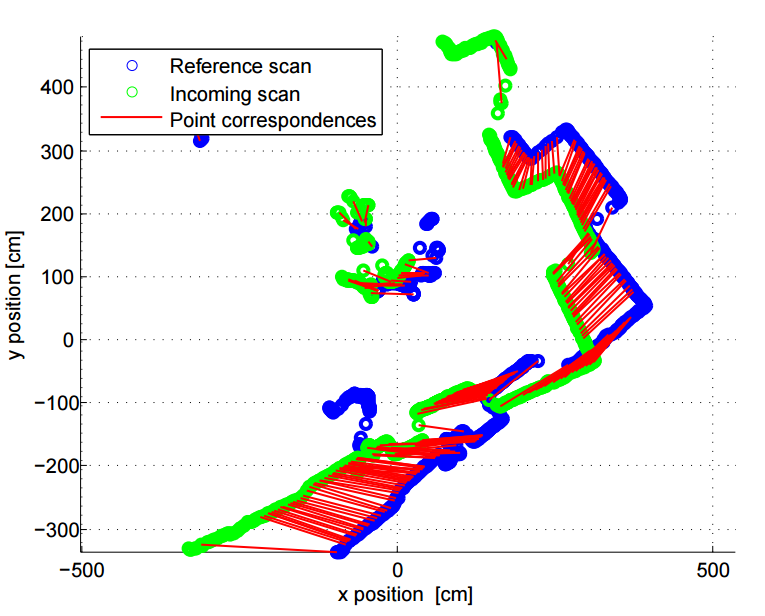 Reference scan
Incoming scan
Point correspondences
400
300
200
100
0
−100
−200
−300
y position [cm]
−500
0
500
x position [cm]